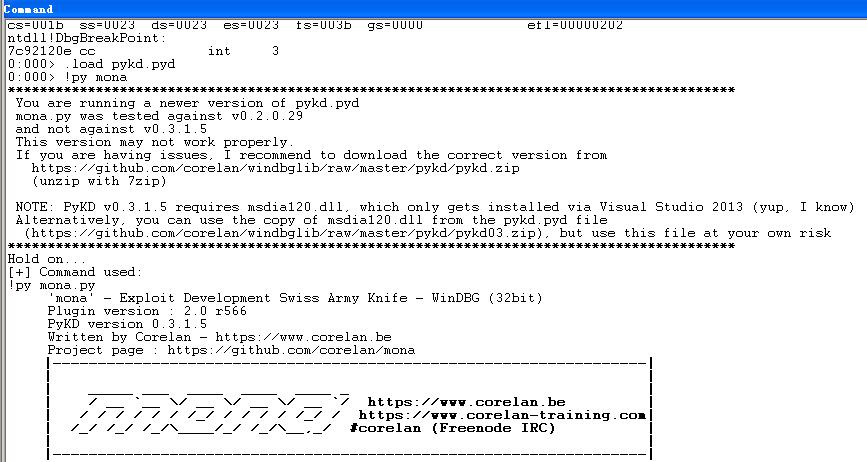 Command
cs=001b  ss=0023  ds=0023  es=0023  fs=003b  gs=0000             efl=00000202
ntdll!DbgBreakPoint:
7c92120e cc              int     3
0:000> .load pykd.pyd
0:000> !py mona
*******************************************************************************************
 You are running a newer version of pykd.pyd
 mona.py was tested against v0.2.0.29
 and not against v0.3.1.5
 This version may not work properly.
 If you are having issues, I recommend to download the correct version from
   https://github.com/corelan/windbglib/raw/master/pykd/pykd.zip
   (unzip with 7zip)
 NOTE: PyKD v0.3.1.5 requires msdia120.dll, which only gets installed via Visual Studio 2013 (yup, I know)
 Alternatively, you can use the copy of msdia120.dll from the pykd.pyd file
  (https://github.com/corelan/windbglib/raw/master/pykd/pykd03.zip), but use this file at your own risk
*******************************************************************************************
Hold on...
[+] Command used:
!py mona.py
     'mona' - Exploit Development Swiss Army Knife - WinDBG (32bit)
     Plugin version : 2.0 r566
     PyKD version 0.3.1.5
     Written by Corelan - https://www.corelan.be
     Project page : https://github.com/corelan/mona
https://www.corelan.be
https://www.corelan-training.com
#corelan (Freenode IRC)